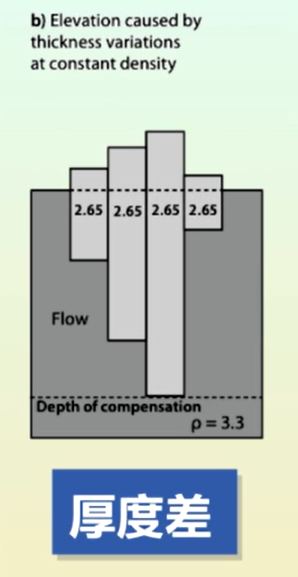 b) Elevation caused by
thickness variations
at constant density
2.65 2.65 2.65 2.65
Flow
Depth of compensation
ρ = 3.3
厚度差